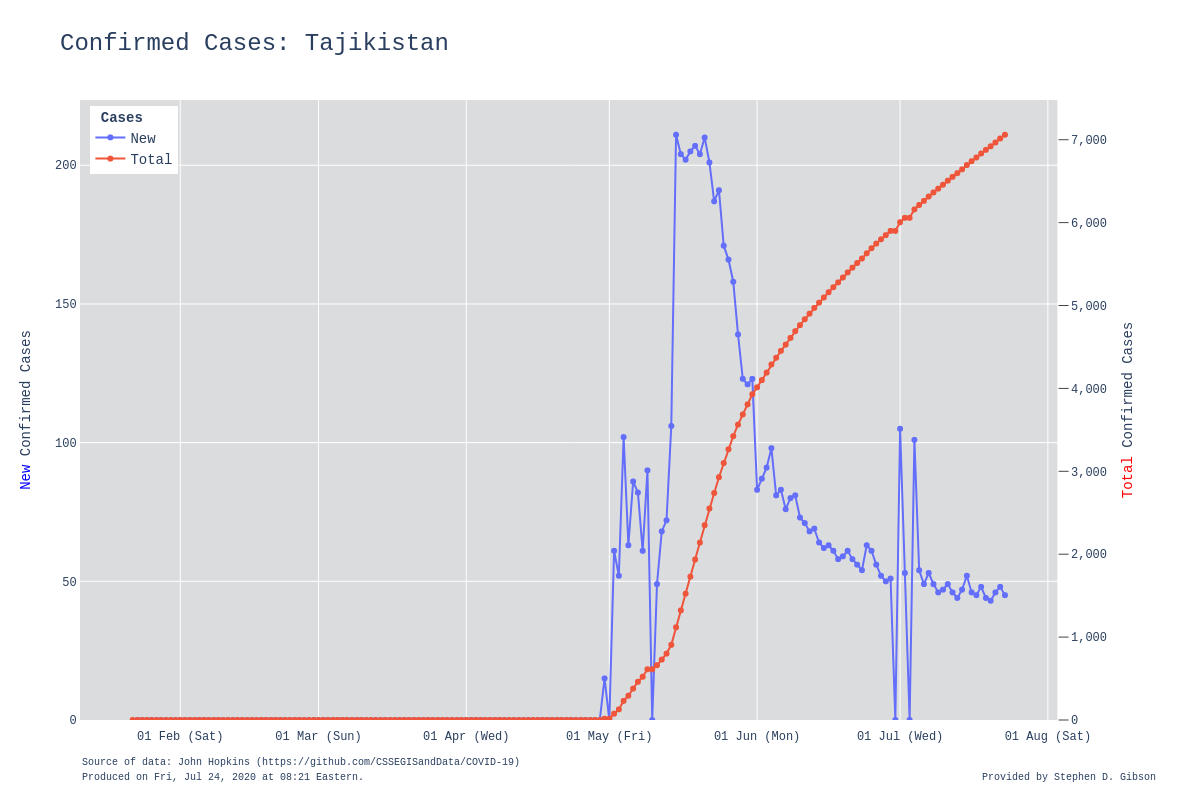 Confirmed Cases: Tajikistan
Cases
New
Total
200
150
100
50
0
New Confirmed Cases
7,000
6,000
5,000
4,000
3,000
2,000
1,000
0
Total Confirmed Cases
01 Feb (Sat) 01 Mar (Sun) 01 Apr (Wed) 01 May (Fri) 01 Jun (Mon) 01 Jul (Wed) 01 Aug (Sat)
Source of data: John Hopkins (https://github.com/CSSEGISandData/COVID-19)
Produced on Fri, Jul 24, 2020 at 08:21 Eastern.
Provided by Stephen D. Gibson